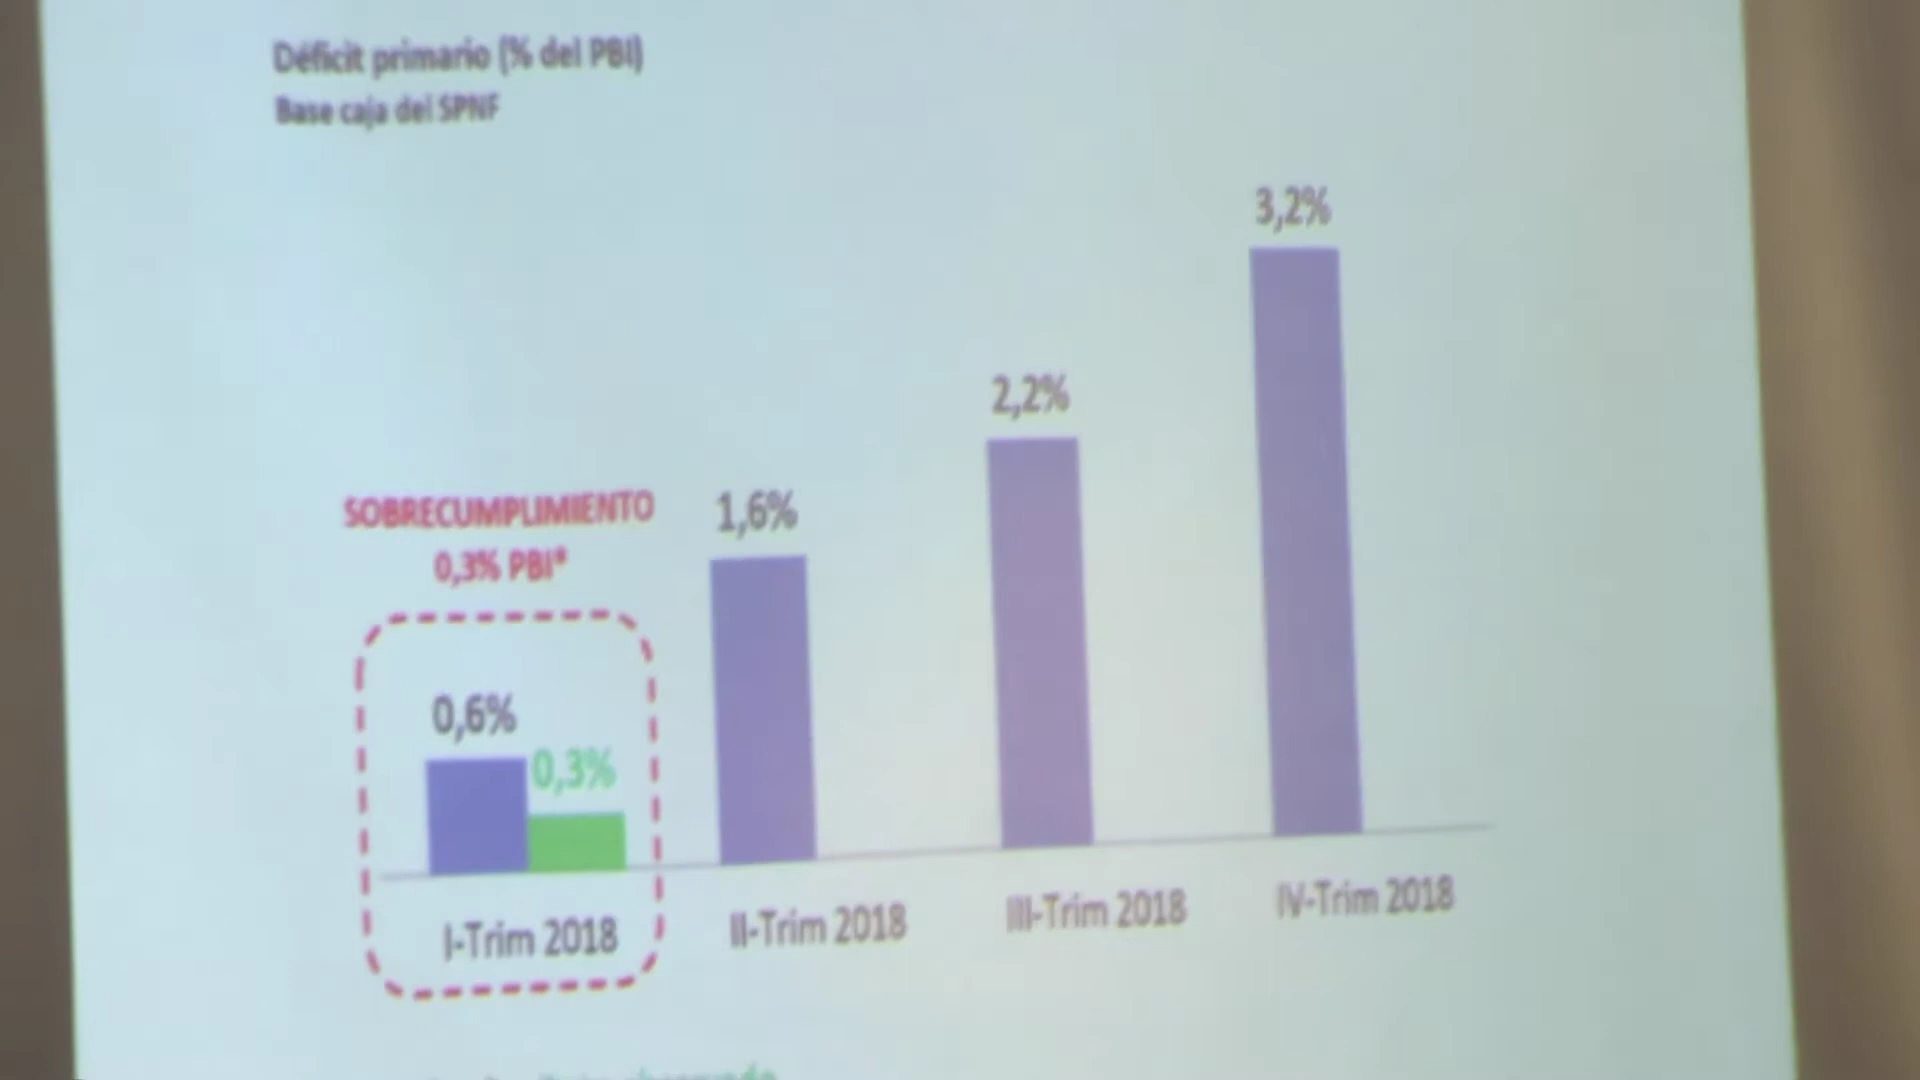 Déficit primario (% del PBI)
Base caja del SPNF
3,2%
2,2%
1,6%
SOBRECUMPLIMIENTO
0,3% PBI*
0,6%
0,3%
I-Trim 2018
II-Trim 2018
III-Trim 2018
IV-Trim 2018